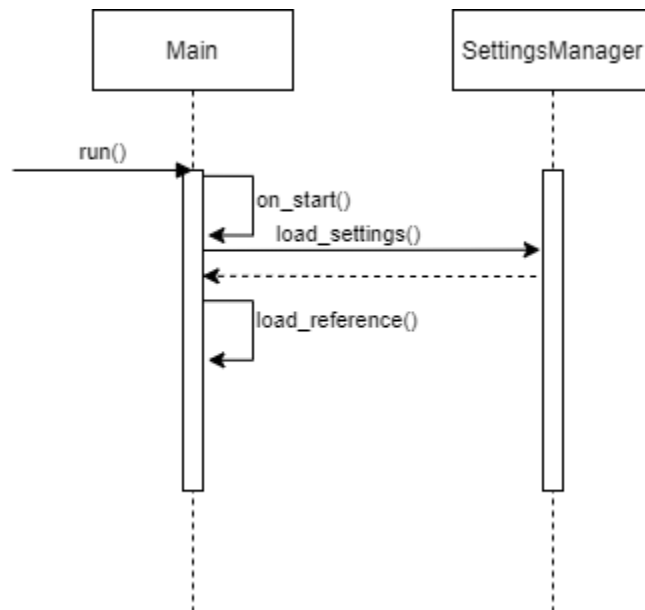 Main
SettingsManager
run()
on_start()
load_settings()
load_reference()